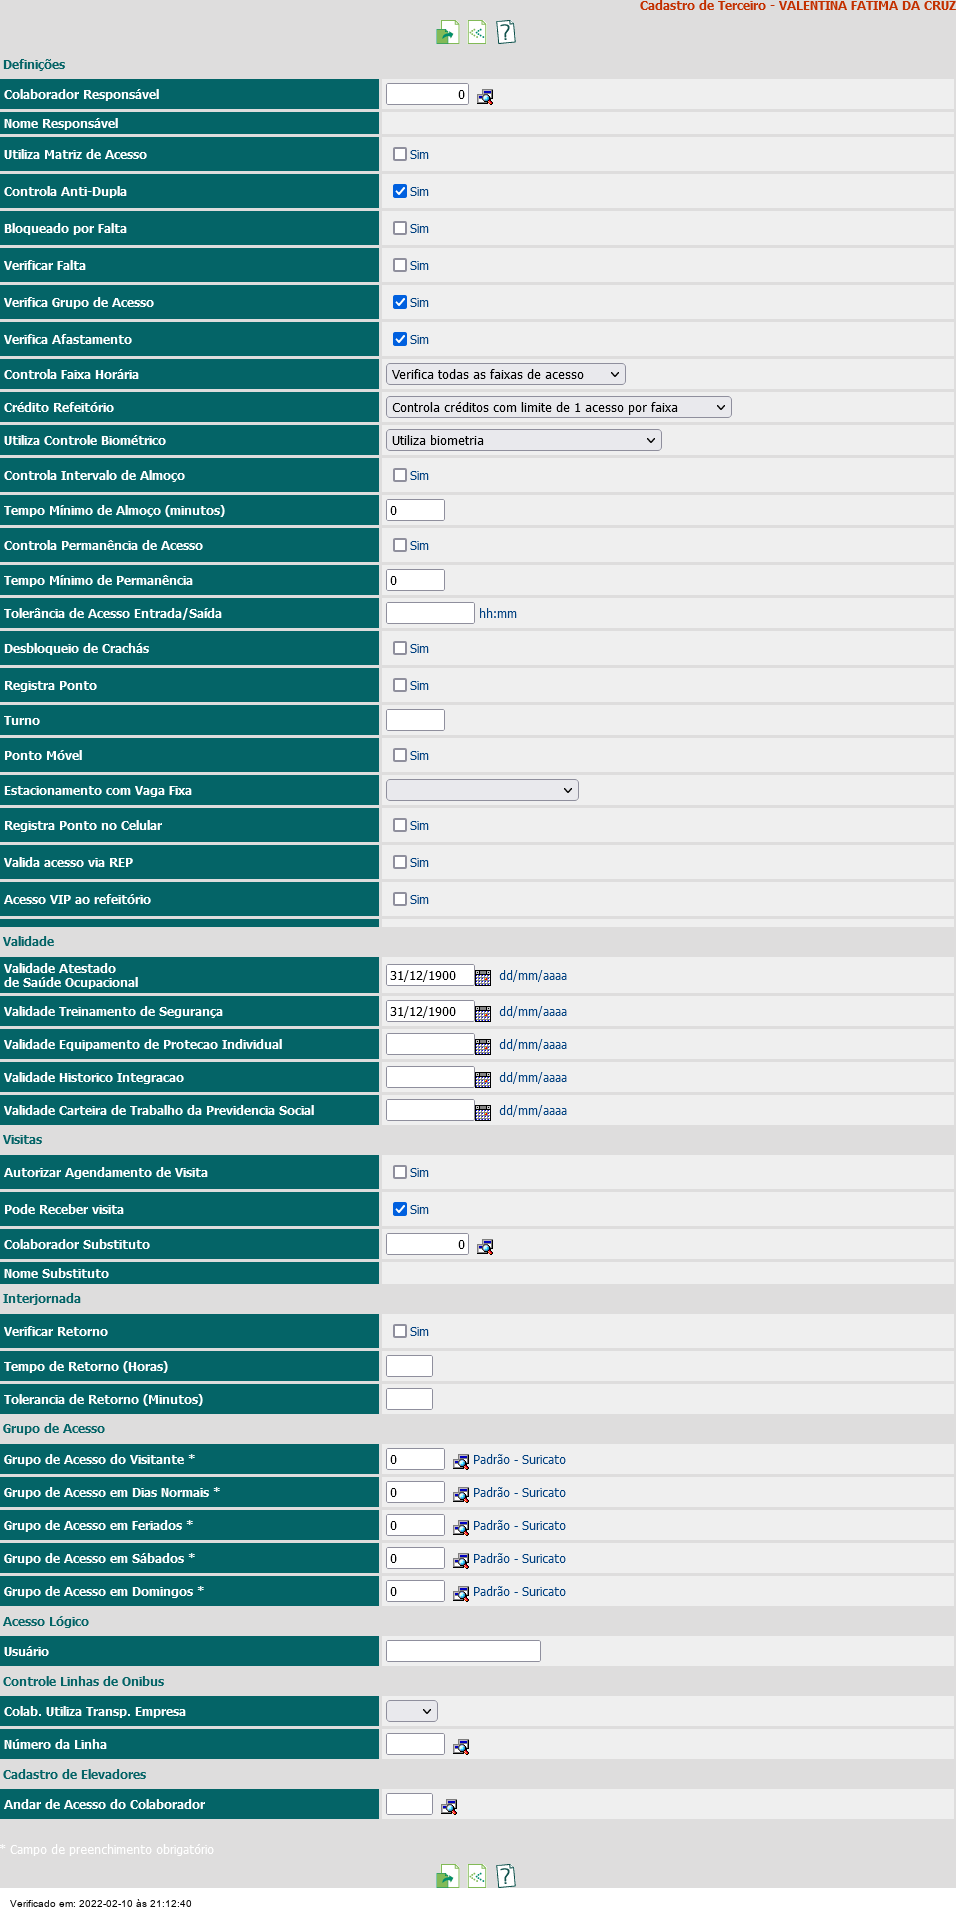 Cadastro de Terceiro - VALENTINA FATIMA DA CRUZ
Definições
Colaborador Responsável 0
Nome Responsável
Utiliza Matriz de Acesso Sim
Controla Anti-Dupla Sim
Bloqueado por Falta Sim
Verificar Falta Sim
Verifica Grupo de Acesso Sim
Verifica Afastamento Sim
Controla Faixa Horária Verifica todas as faixas de acesso
Crédito Refeitório Controla créditos com limite de 1 acesso por faixa
Utiliza Controle Biométrico Utiliza biometria
Controla Intervalo de Almoço Sim
Tempo Mínimo de Almoço (minutos) 0
Controla Permanência de Acesso Sim
Tempo Mínimo de Permanência 0
Tolerância de Acesso Entrada/Saída hh:mm
Desbloqueio de Crachás Sim
Registra Ponto Sim
Turno
Ponto Móvel Sim
Estacionamento com Vaga Fixa
Registra Ponto no Celular Sim
Valida acesso via REP Sim
Acesso VIP ao refeitório Sim
Validade
Validade Atestado
de Saúde Ocupacional 31/12/1900 dd/mm/aaaa
Validade Treinamento de Segurança 31/12/1900 dd/mm/aaaa
Validade Equipamento de Protecao Individual dd/mm/aaaa
Validade Historico Integracao dd/mm/aaaa
Validade Carteira de Trabalho da Previdencia Social dd/mm/aaaa
Visitas
Autorizar Agendamento de Visita Sim
Pode Receber visita Sim
Colaborador Substituto 0
Nome Substituto
Interjornada
Verificar Retorno Sim
Tempo de Retorno (Horas)
Tolerancia de Retorno (Minutos)
Grupo de Acesso
Grupo de Acesso do Visitante * 0 Padrão - Suricato
Grupo de Acesso em Dias Normais * 0 Padrão - Suricato
Grupo de Acesso em Feriados * 0 Padrão - Suricato
Grupo de Acesso em Sábados * 0 Padrão - Suricato
Grupo de Acesso em Domingos * 0 Padrão - Suricato
Acesso Lógico
Usuário
Controle Linhas de Onibus
Colab. Utiliza Transp. Empresa
Número da Linha
Cadastro de Elevadores
Andar de Acesso do Colaborador
* Campo de preenchimento obrigatório
Verificado em: 2022-02-10 às 21:12:40